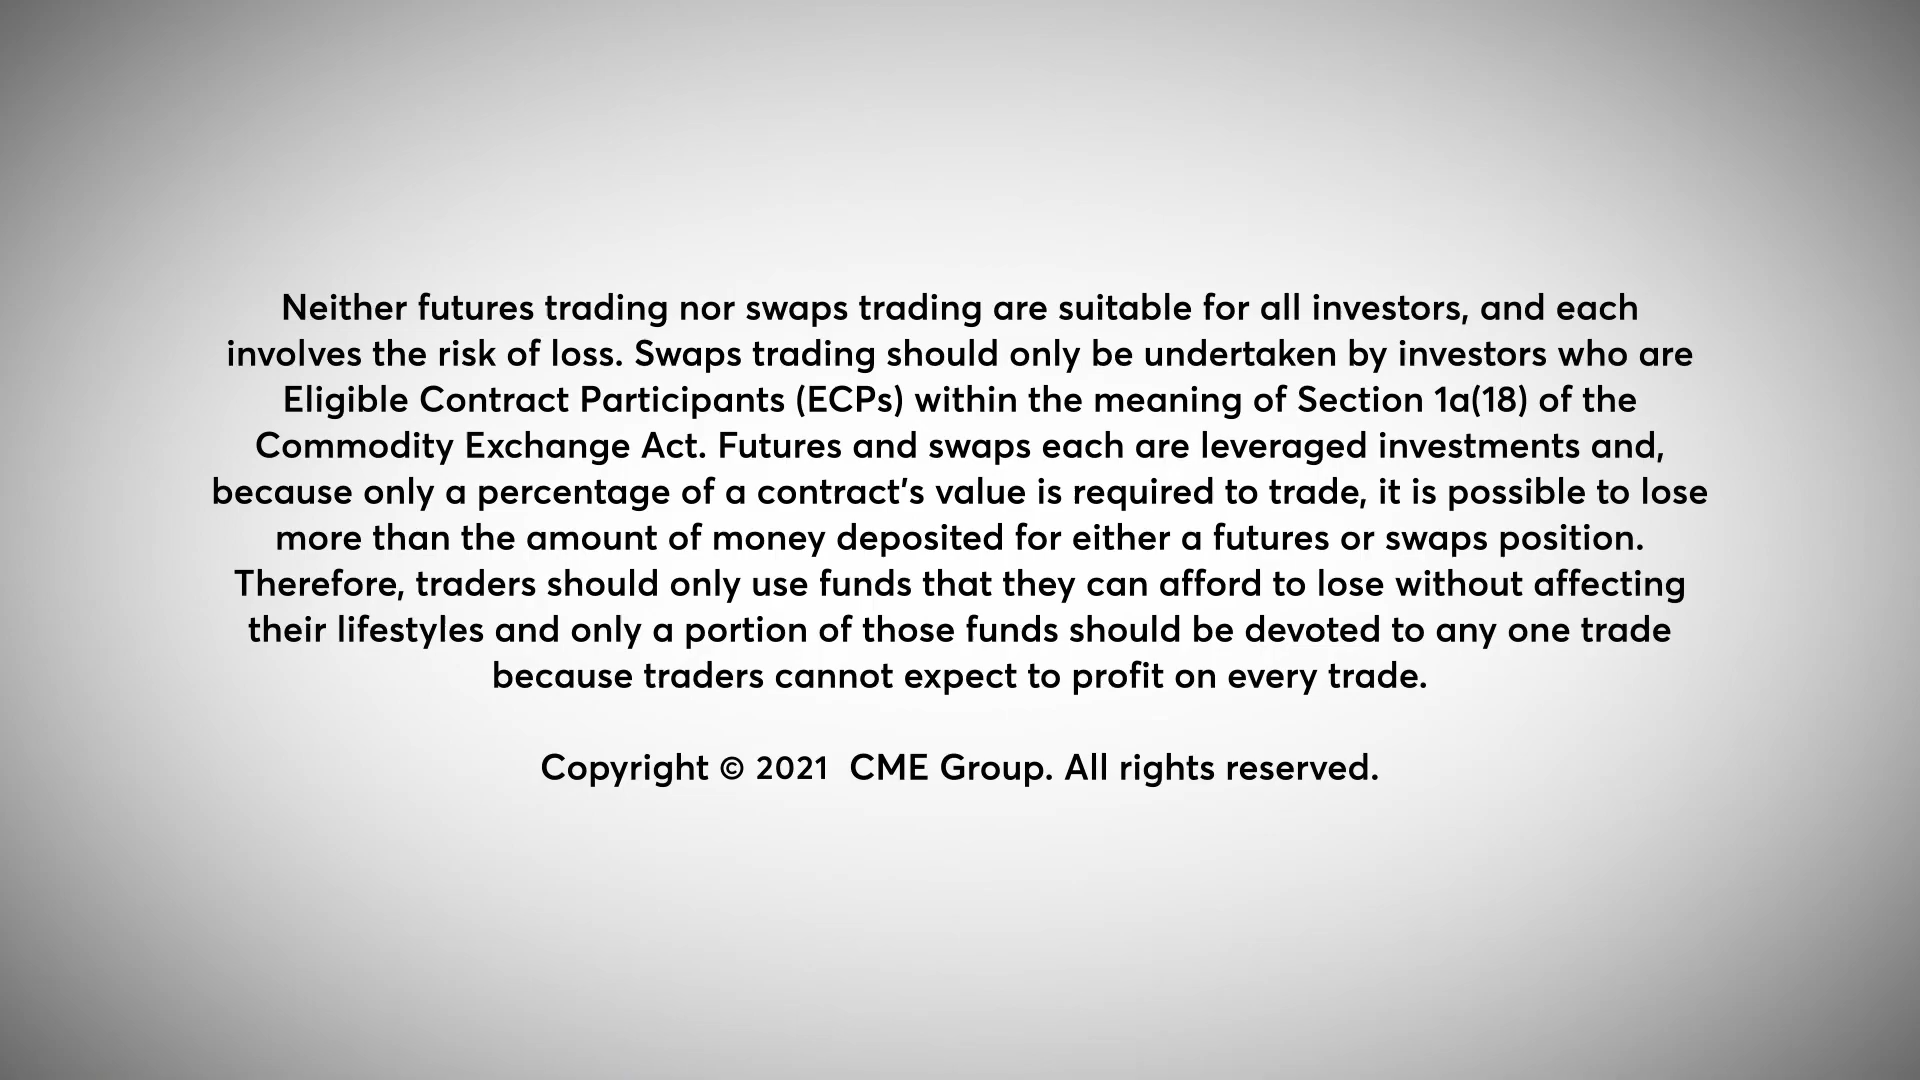 Neither futures trading nor swaps trading are suitable for all investors, and each
involves the risk of loss. Swaps trading should only be undertaken by investors who are
Eligible Contract Participants (ECPs) within the meaning of Section 1a(18) of the
Commodity Exchange Act. Futures and swaps each are leveraged investments and,
because only a percentage of a contract's value is required to trade, it is possible to lose
more than the amount of money deposited for either a futures or swaps position.
Therefore, traders should only use funds that they can afford to lose without affecting
their lifestyles and only a portion of those funds should be devoted to any one trade
because traders cannot expect to profit on every trade.
Copyright © 2021 CME Group. All rights reserved.